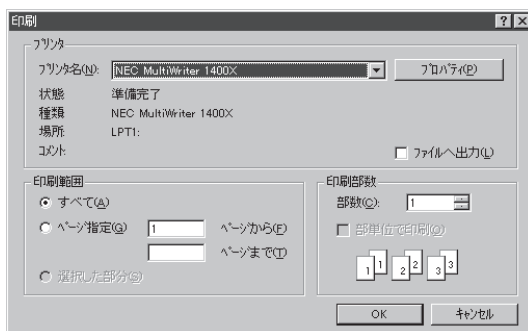 印刷
プリンタ
プリンタ名(N): NEC MultiWriter 1400X プロパティ(P)
状態: 準備完了
種類: NEC MultiWriter 1400X
場所: LPT1:
コメント: ファイルへ出力(L)
印刷範囲
すべて(A)
ページ指定(G) 1 ページから(F)
ページまで(T)
選択した部分(S)
印刷部数
部数(C): 1
部単位で印刷(O)
1 1 2 2 3 3
OK キャンセル